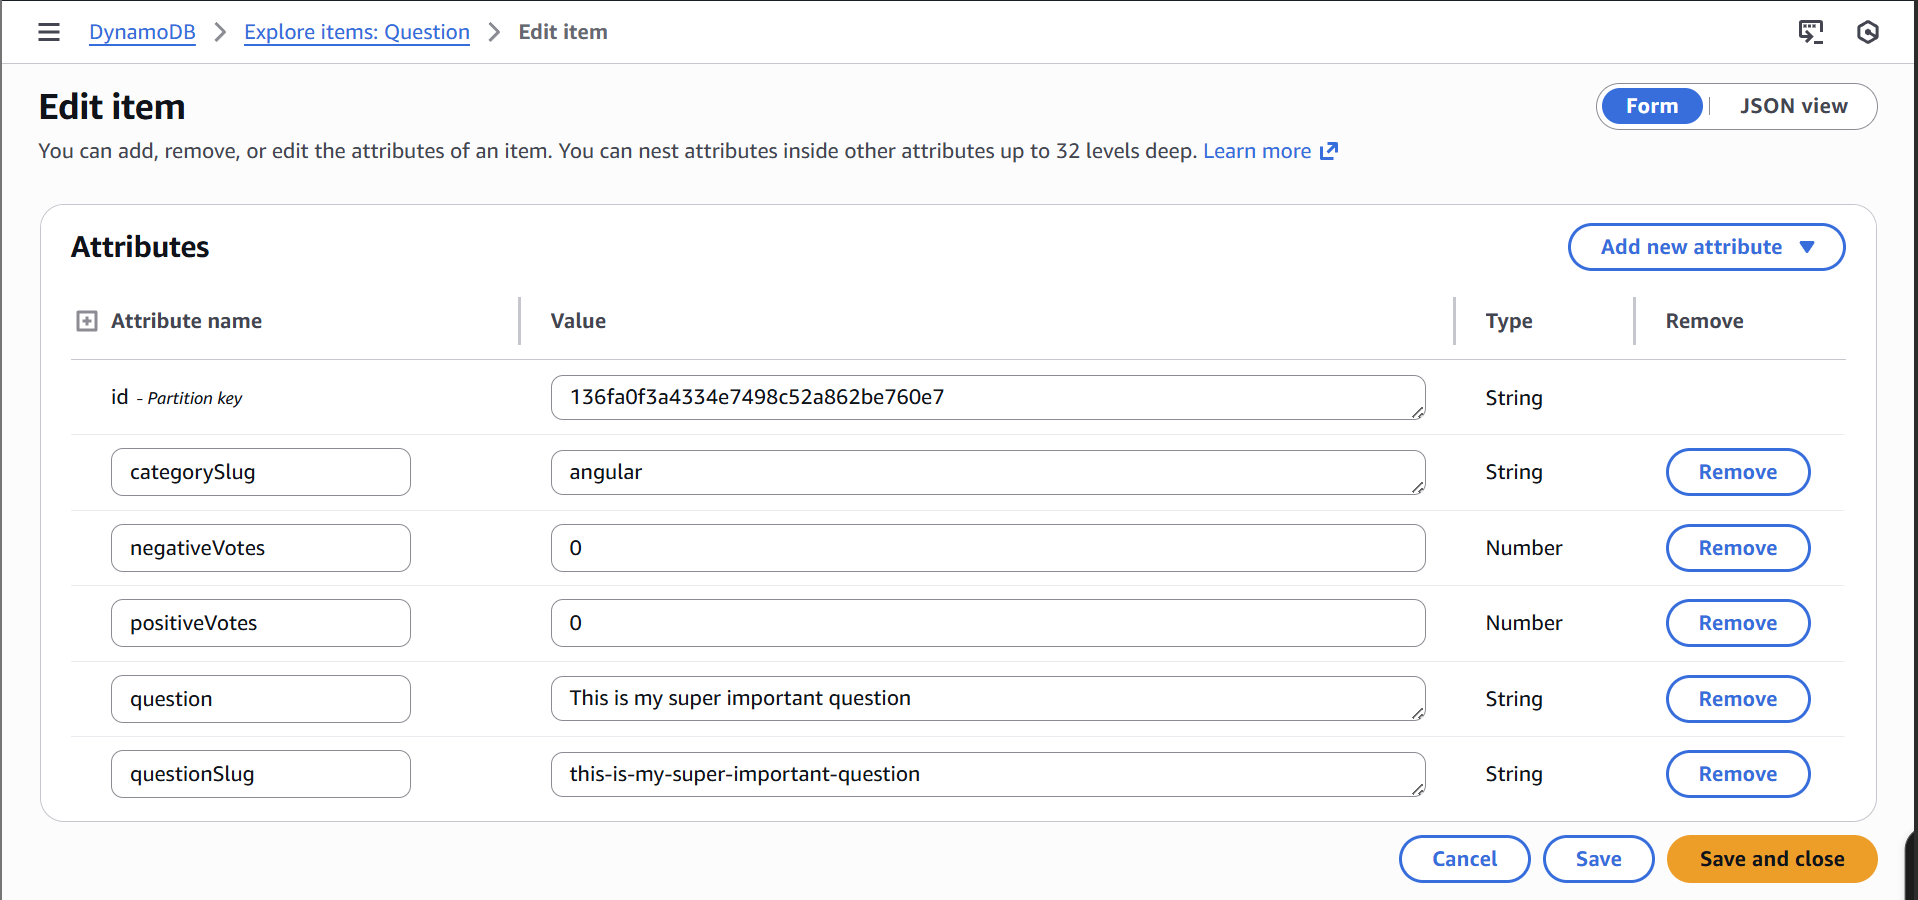 DynamoDB > Explore items: Question > Edit item
Edit item
Form | JSON view
You can add, remove, or edit the attributes of an item. You can nest attributes inside other attributes up to 32 levels deep. Learn more
Attributes
Add new attribute
Attribute name Value Type Remove
id - Partition key 136fa0f3a4334e7498c52a862be760e7 String
categorySlug angular String Remove
negativeVotes 0 Number Remove
positiveVotes 0 Number Remove
question This is my super important question String Remove
questionSlug this-is-my-super-important-question String Remove
Cancel Save Save and close